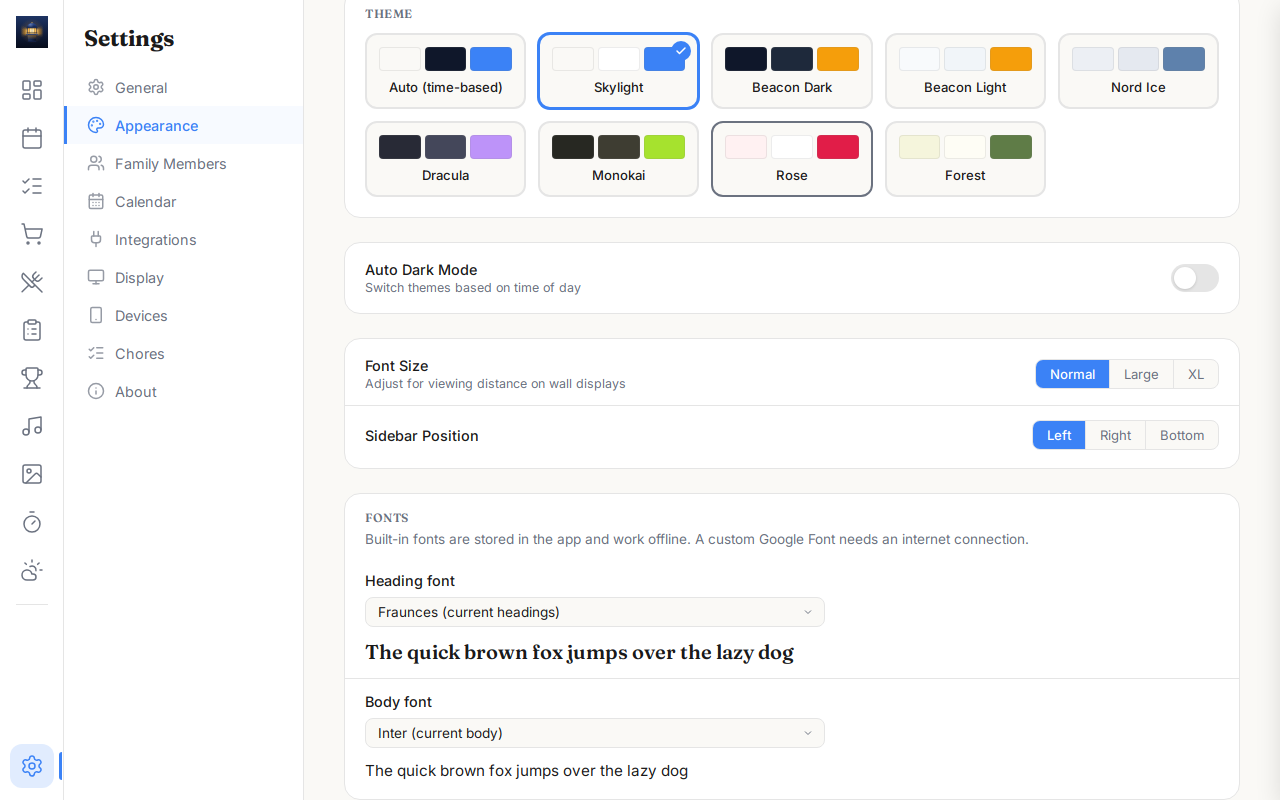 Settings
General
Appearance
Family Members
Calendar
Integrations
Display
Devices
Chores
About
THEME
Auto (time-based)
Skylight
Beacon Dark
Beacon Light
Nord Ice
Dracula
Monokai
Rose
Forest
Auto Dark Mode
Switch themes based on time of day
Font Size
Adjust for viewing distance on wall displays
Normal
Large
XL
Sidebar Position
Left
Right
Bottom
FONTS
Built-in fonts are stored in the app and work offline. A custom Google Font needs an internet connection.
Heading font
Fraunces (current headings)
The quick brown fox jumps over the lazy dog
Body font
Inter (current body)
The quick brown fox jumps over the lazy dog